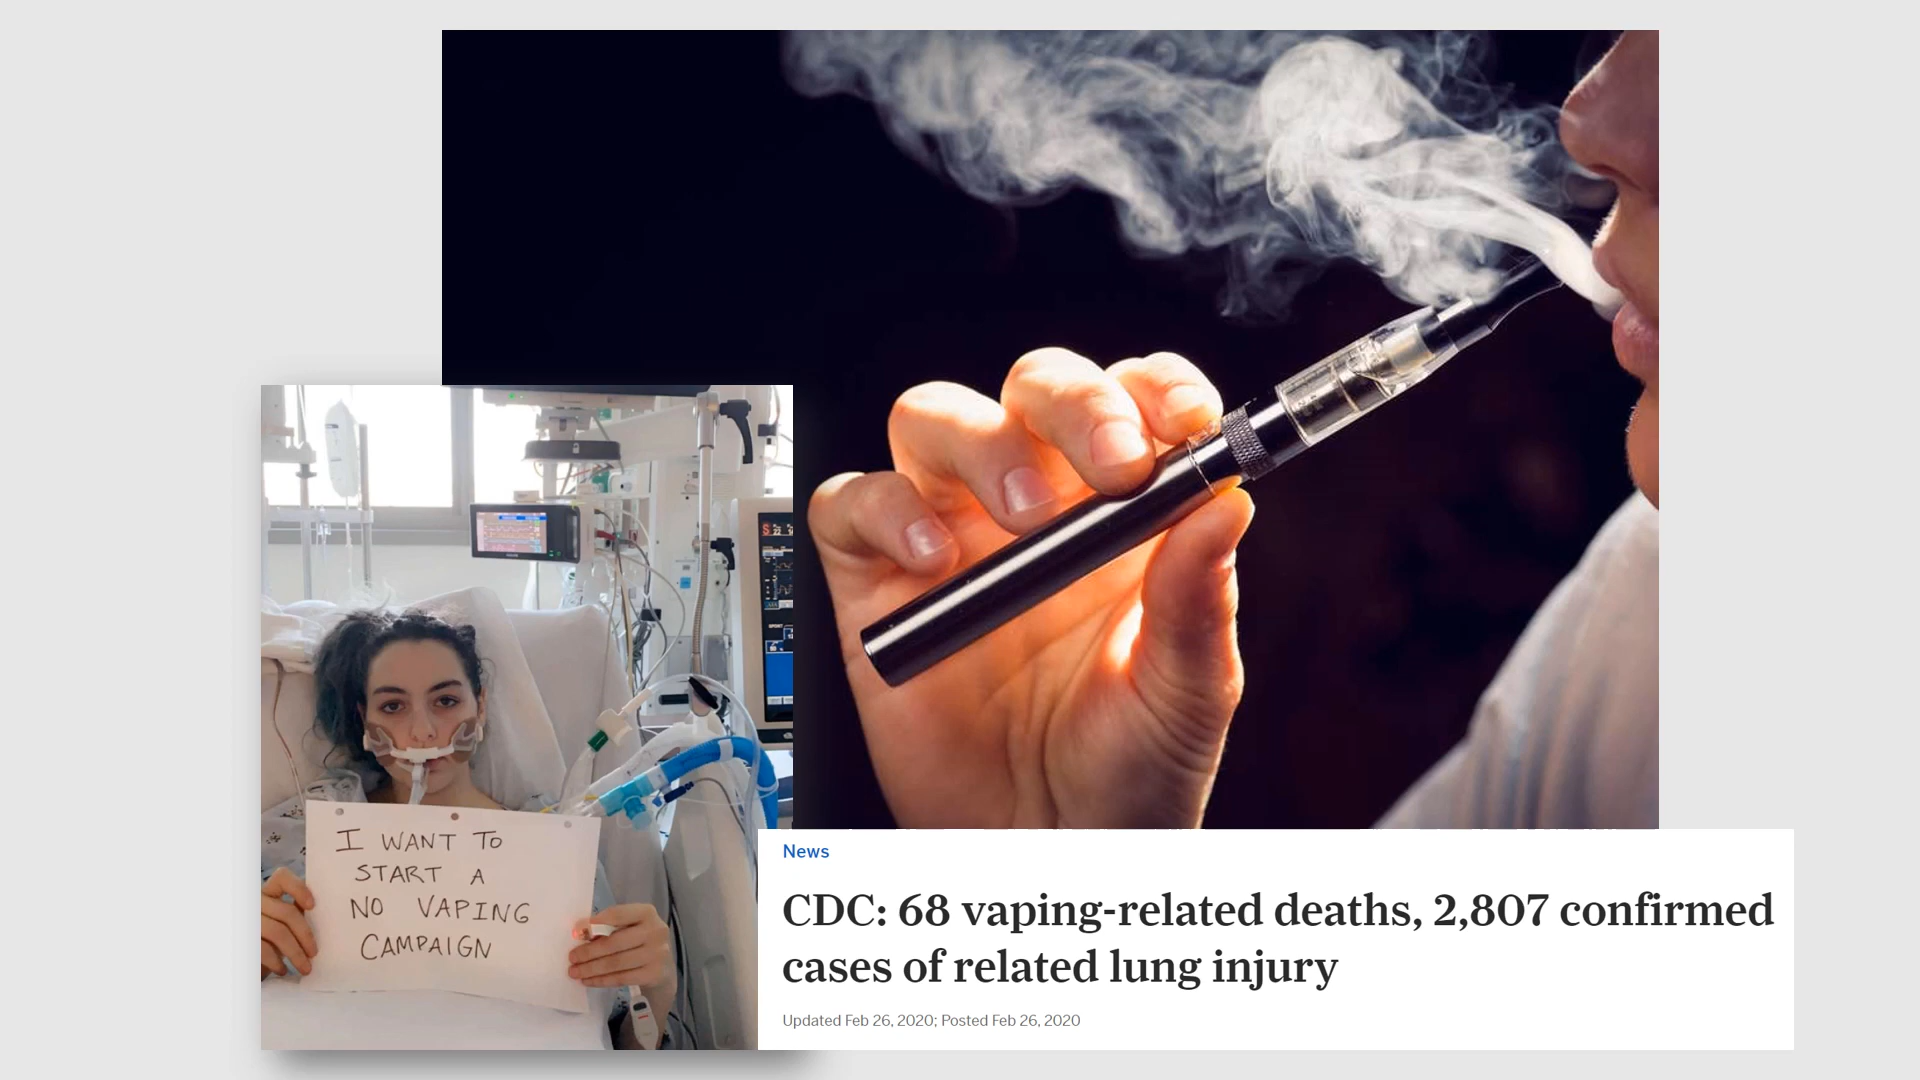 I WANT TO
START A
NO VAPING
CAMPAIGN
News
CDC: 68 vaping-related deaths, 2,807 confirmed
cases of related lung injury
Updated Feb 26, 2020; Posted Feb 26, 2020